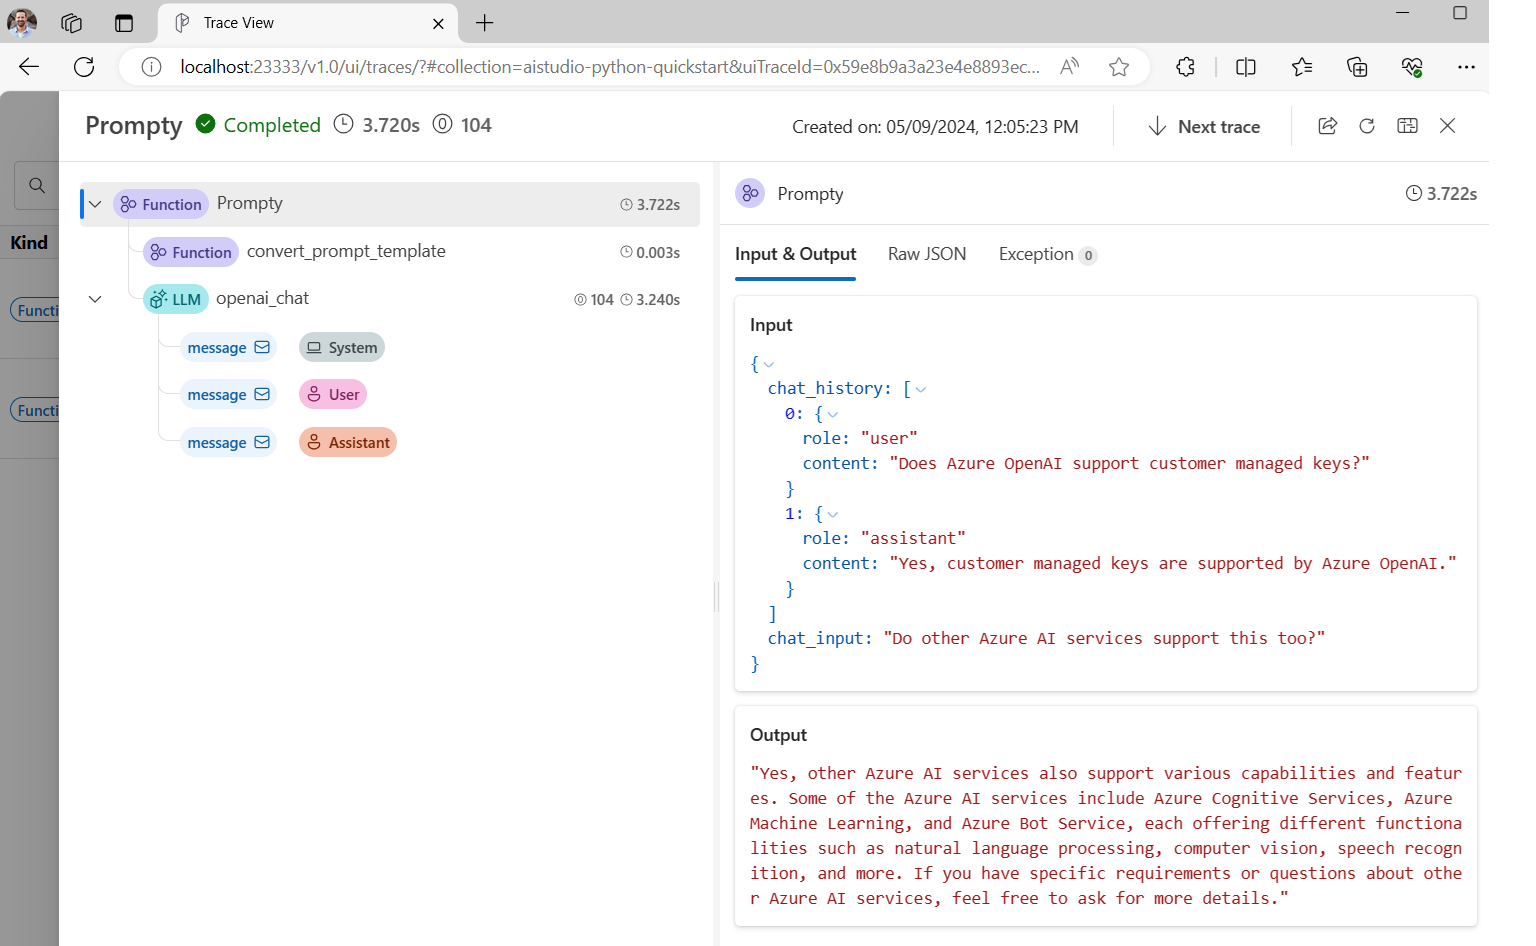 Trace View
localhost:23333/v1.0/ui/traces/?#collection=aistudio-python-quickstart&uiTraceId=0x59e8b9a3a23e4e8893ec...
Prompty Completed 3.720s 104
Created on: 05/09/2024, 12:05:23 PM
Next trace
Kind
Functi
Functi
Function Prompty 3.722s
Function convert_prompt_template 0.003s
LLM openai_chat 104 3.240s
message System
message User
message Assistant
Prompty 3.722s
Input & Output Raw JSON Exception 0
Input
{
chat_history: [
0: {
role: "user"
content: "Does Azure OpenAI support customer managed keys?"
}
1: {
role: "assistant"
content: "Yes, customer managed keys are supported by Azure OpenAI."
}
]
chat_input: "Do other Azure AI services support this too?"
}
Output
"Yes, other Azure AI services also support various capabilities and featur
es. Some of the Azure AI services include Azure Cognitive Services, Azure
Machine Learning, and Azure Bot Service, each offering different functiona
lities such as natural language processing, computer vision, speech recogn
ition, and more. If you have specific requirements or questions about othe
r Azure AI services, feel free to ask for more details."